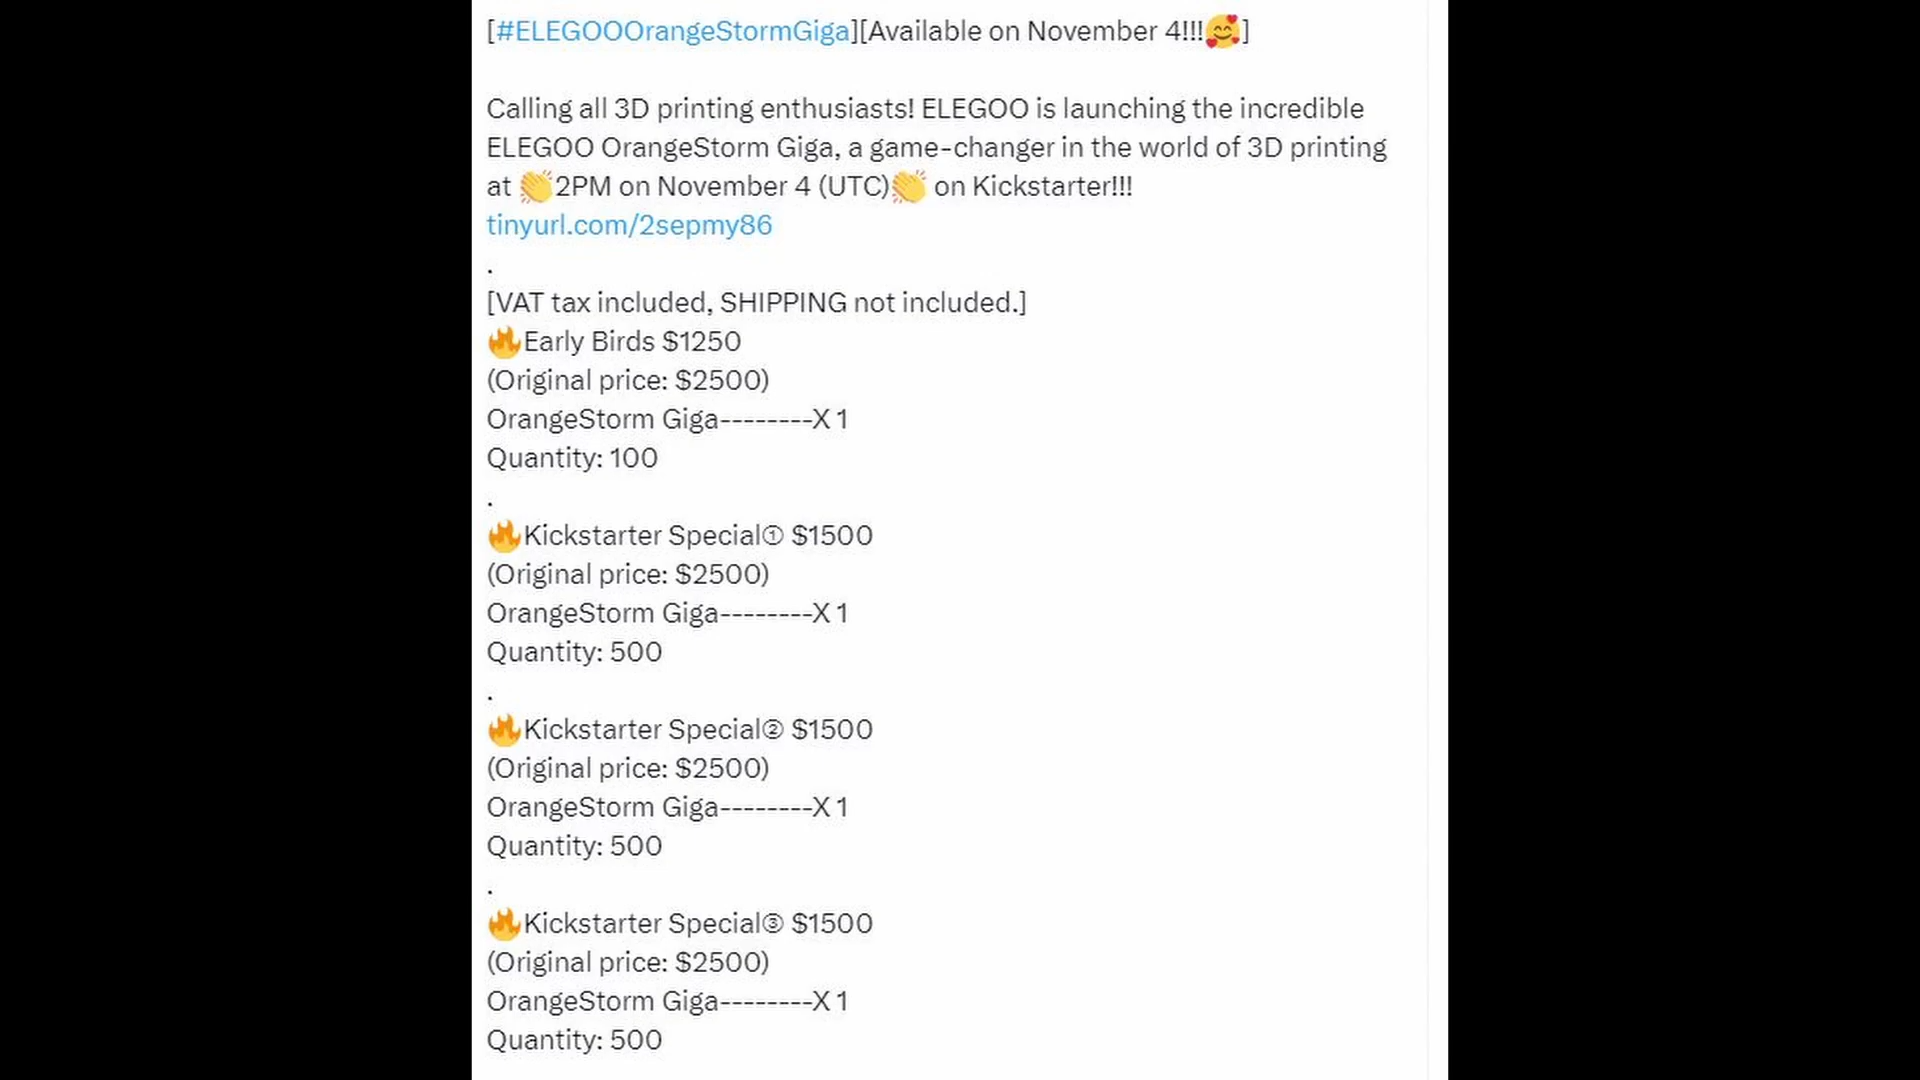 [#ELEGOOOrangeStormGiga][Available on November 4!!!🥰]
Calling all 3D printing enthusiasts! ELEGOO is launching the incredible
ELEGOO OrangeStorm Giga, a game-changer in the world of 3D printing
at 👏2PM on November 4 (UTC)👏 on Kickstarter!!!
tinyurl.com/2sepmy86
.
[VAT tax included, SHIPPING not included.]
🔥Early Birds $1250
(Original price: $2500)
OrangeStorm Giga--------X 1
Quantity: 100
.
🔥Kickstarter Special① $1500
(Original price: $2500)
OrangeStorm Giga--------X 1
Quantity: 500
.
🔥Kickstarter Special② $1500
(Original price: $2500)
OrangeStorm Giga--------X 1
Quantity: 500
.
🔥Kickstarter Special③ $1500
(Original price: $2500)
OrangeStorm Giga--------X 1
Quantity: 500